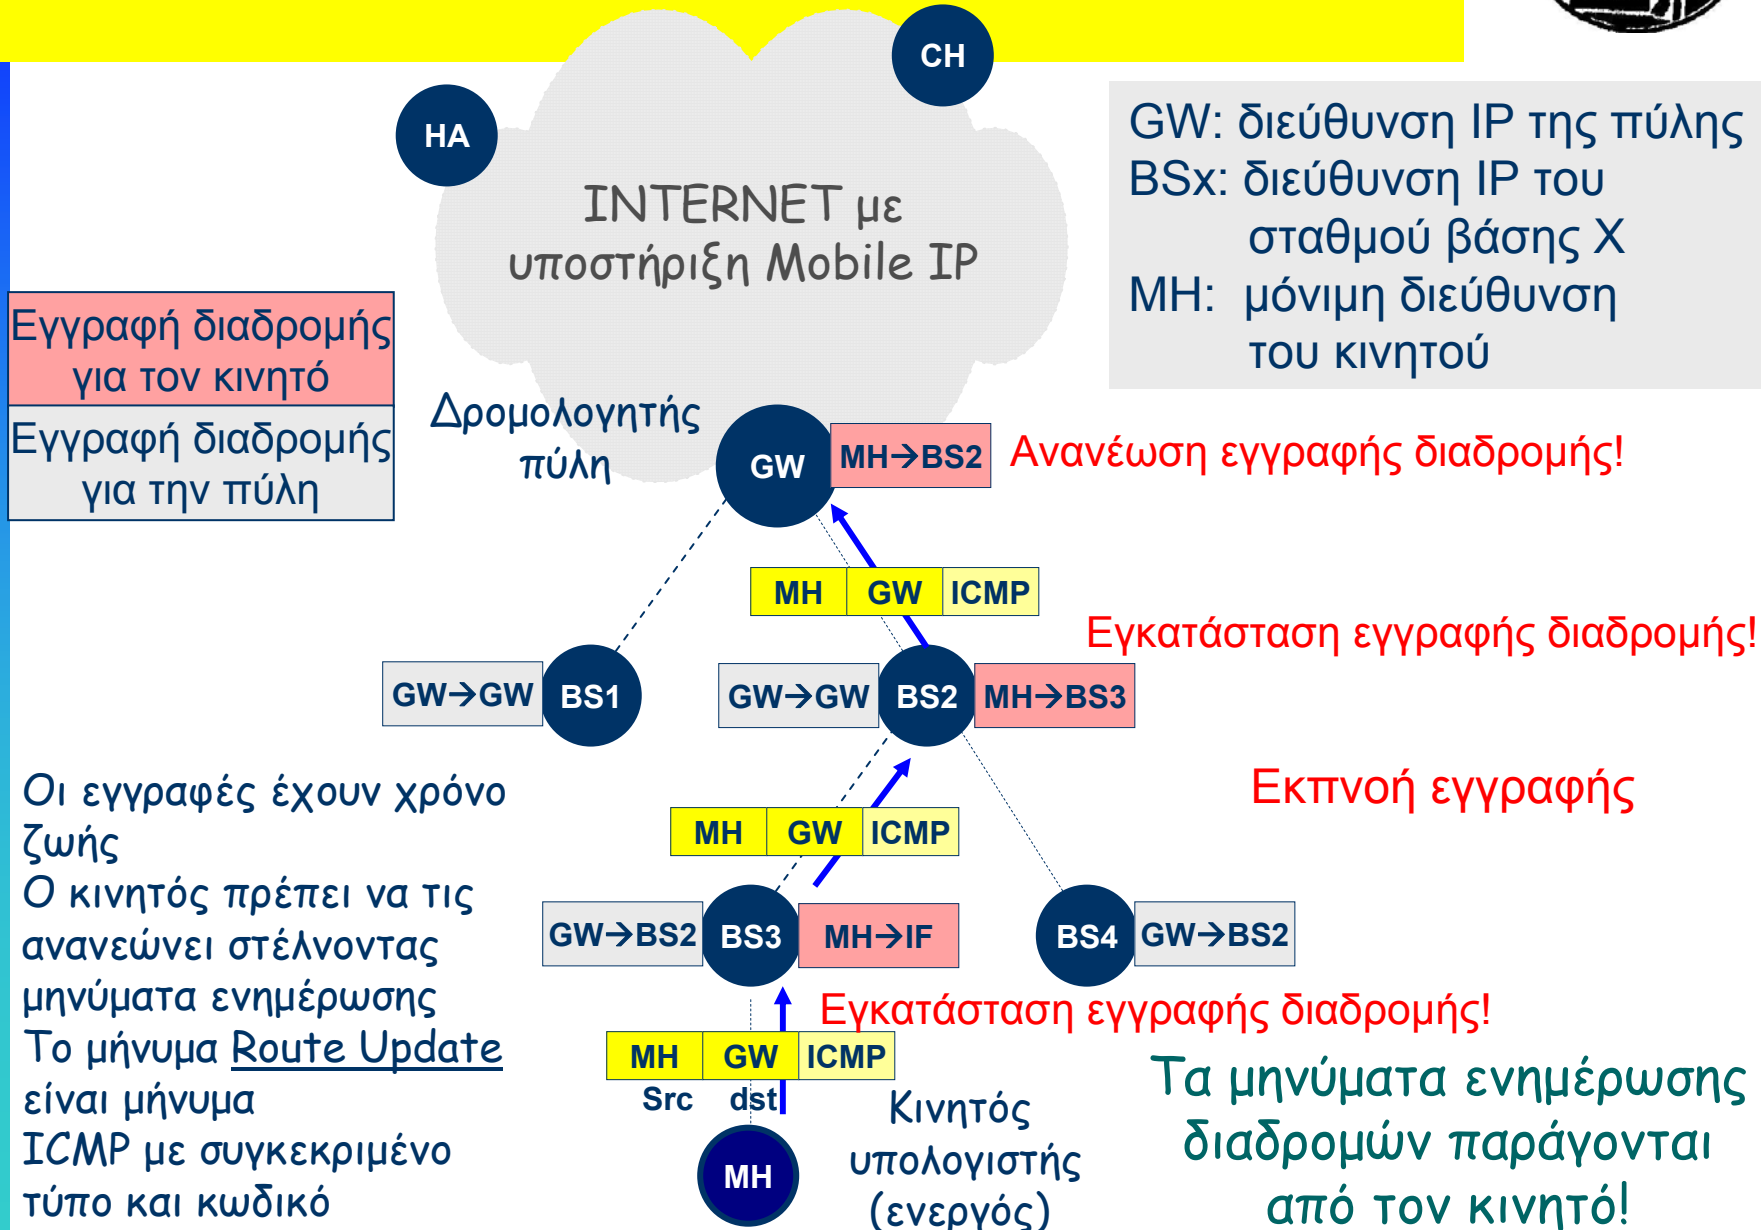 CH
HA
INTERNET με
υποστήριξη Mobile IP
GW: διεύθυνση IP της πύλης
BSx: διεύθυνση IP του
σταθμού βάσης X
MH: μόνιμη διεύθυνση
του κινητού
Εγγραφή διαδρομής
για τον κινητό
Εγγραφή διαδρομής
για την πύλη
Δρομολογητής
πύλη
GW
MH→BS2
Ανανέωση εγγραφής διαδρομής!
MH GW ICMP
Εγκατάσταση εγγραφής διαδρομής!
GW→GW BS1
GW→GW BS2 MH→BS3
Εκπνοή εγγραφής
MH GW ICMP
GW→BS2 BS3 MH→IF
BS4 GW→BS2
Εγκατάσταση εγγραφής διαδρομής!
MH GW ICMP
Src dst
MH
Κινητός
υπολογιστής
(ενεργός)
Οι εγγραφές έχουν χρόνο
ζωής
Ο κινητός πρέπει να τις
ανανεώνει στέλνοντας
μηνύματα ενημέρωσης
Το μήνυμα Route Update
είναι μήνυμα
ICMP με συγκεκριμένο
τύπο και κωδικό
Τα μηνύματα ενημέρωσης
διαδρομών παράγονται
από τον κινητό!